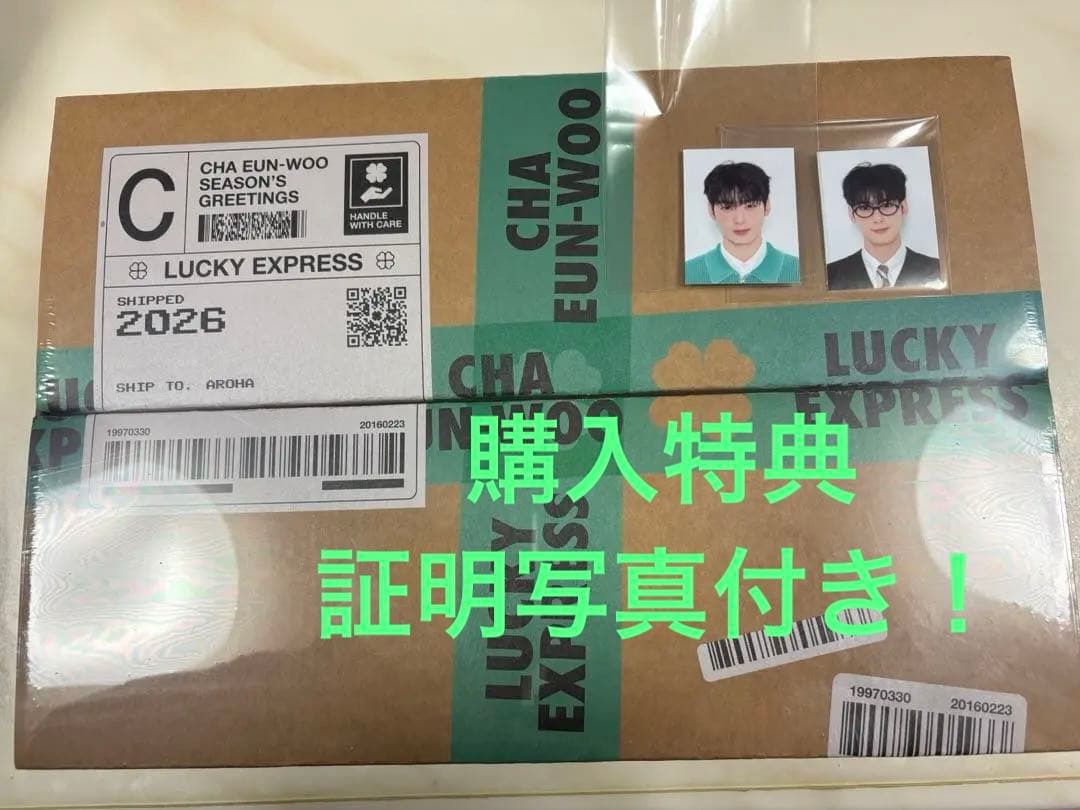 C
CHA EUN-WOO
SEASON'S
GREETINGS
HANDLE
WITH CARE
LUCKY EXPRESS
SHIPPED
2026
SHIP TO. AROHA
19970330
20160223
CHA
EUN-WOO
CHA
EUN-WOO
LUCKY
EXPRESS
LUCKY
EXPRESS
購入特典
証明写真付き！
19970330
20160223